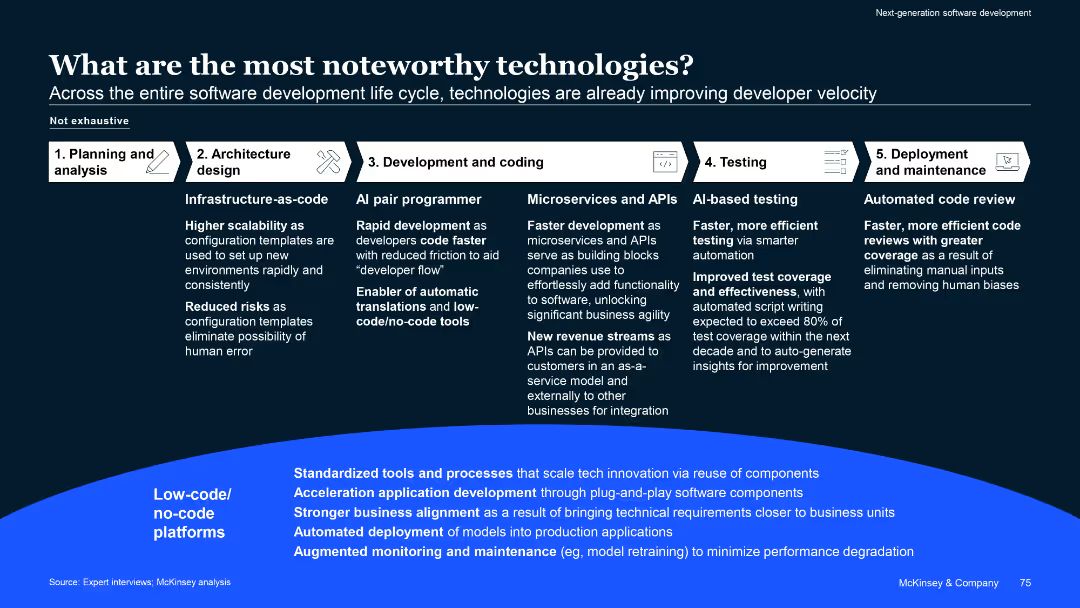 Next-generation software development
What are the most noteworthy technologies?
Across the entire software development life cycle, technologies are already improving developer velocity
Not exhaustive
1. Planning and
analysis
2. Architecture
design
3. Development and coding
4. Testing
5. Deployment
and maintenance
Infrastructure-as-code
Higher scalability as
configuration templates are
used to set up new
environments rapidly and
consistently
Reduced risks as
configuration templates
eliminate possibility of
human error
AI pair programmer
Rapid development as
developers code faster
with reduced friction to aid
“developer flow”
Enabler of automatic
translations and low-
code/no-code tools
Microservices and APIs
Faster development as
microservices and APIs
serve as building blocks
companies use to
effortlessly add functionality
to software, unlocking
significant business agility
New revenue streams as
APIs can be provided to
customers in an as-a-
service model and
externally to other
businesses for integration
AI-based testing
Faster, more efficient
testing via smarter
automation
Improved test coverage
and effectiveness, with
automated script writing
expected to exceed 80% of
test coverage within the next
decade and to auto-generate
insights for improvement
Automated code review
Faster, more efficient code
reviews with greater
coverage as a result of
eliminating manual inputs
and removing human biases
Low-code/
no-code
platforms
Standardized tools and processes that scale tech innovation via reuse of components
Acceleration application development through plug-and-play software components
Stronger business alignment as a result of bringing technical requirements closer to business units
Automated deployment of models into production applications
Augmented monitoring and maintenance (eg, model retraining) to minimize performance degradation
Source: Expert interviews; McKinsey analysis
McKinsey & Company 75